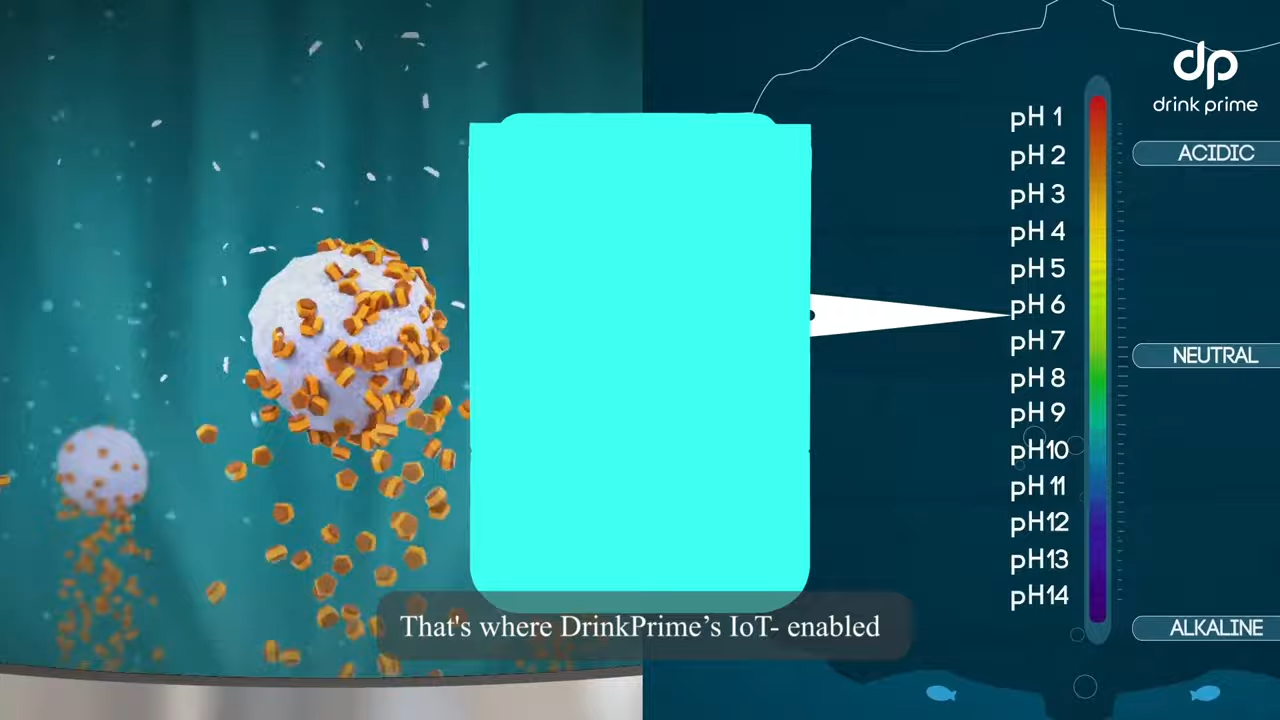 dp
drink prime
pH 1
pH 2
pH 3
pH 4
pH 5
pH 6
pH 7
pH 8
pH 9
pH10
pH 11
pH12
pH13
pH14
ACIDIC
NEUTRAL
ALKALINE
That's where DrinkPrime’s IoT- enabled